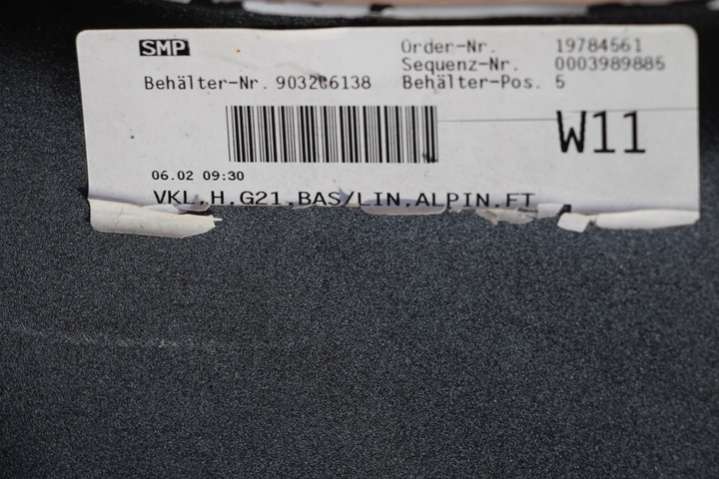 SMP
Order-Nr. 19784561
Sequenz-Nr. 0003989885
Behälter-Nr. Behälter-Pos. 5
W11
06.02 09:30
VKL.H.G21.BAS/LIN.ALPIN.FT